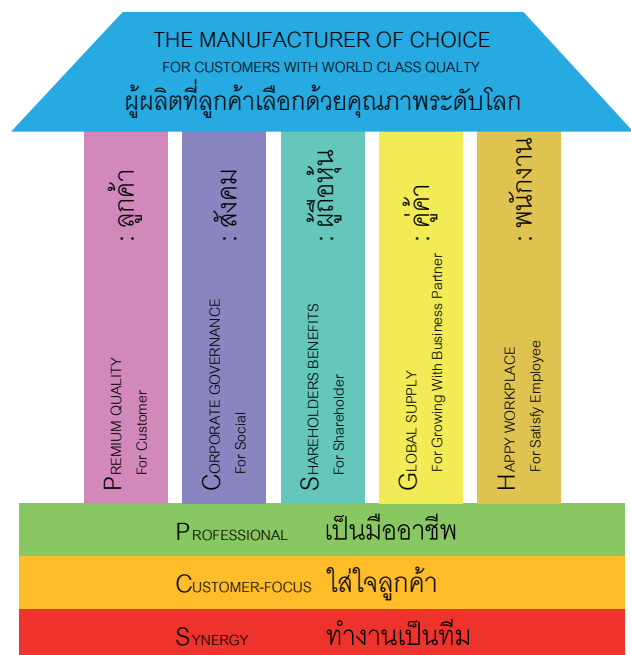 THE MANUFACTURER OF CHOICE
FOR CUSTOMERS WITH WORLD CLASS QUALTY
ผู้ผลิตที่ลูกค้าเลือกด้วยคุณภาพระดับโลก
PREMIUM QUALITY : ลูกค้า
For Customer
CORPORATE GOVERNANCE : สังคม
For Social
SHAREHOLDERS BENEFITS : ผู้ถือหุ้น
For Shareholder
GLOBAL SUPPLY : คู่ค้า
For Growing With Business Partner
HAPPY WORKPLACE : พนักงาน
For Satisfy Employee
PROFESSIONAL เป็นมืออาชีพ
CUSTOMER-FOCUS ใส่ใจลูกค้า
SYNERGY ทำงานเป็นทีม